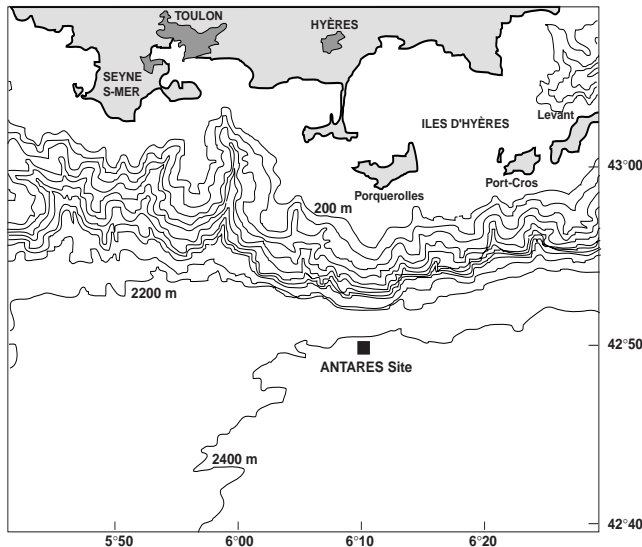 TOULON
HYÈRES
SEYNE
S-MER
ILES D'HYÈRES
Levant
Porquerolles
Port-Cros
43°00
200 m
2200 m
42°50
ANTARES Site
2400 m
42°40
5°50
6°00
6°10
6°20